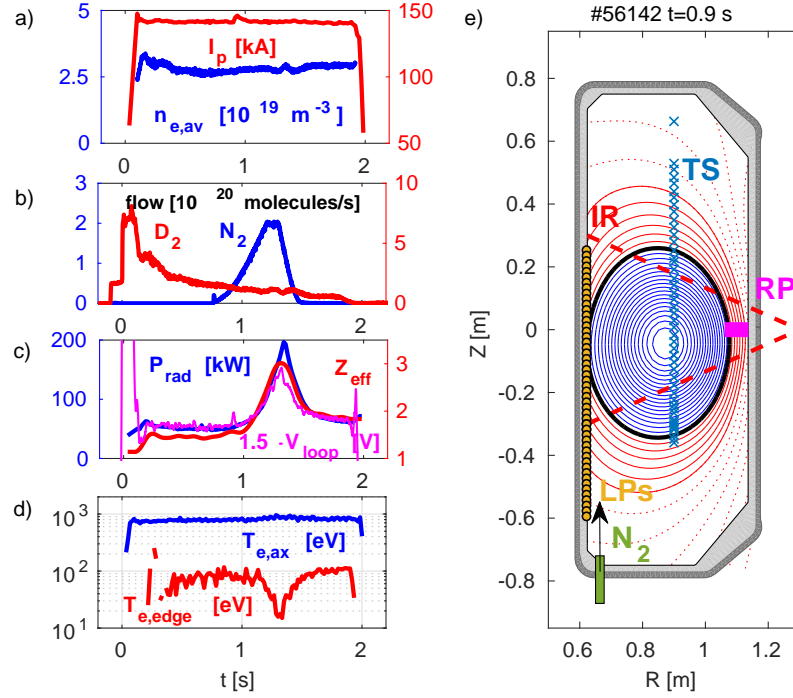 a)
5
2.5
0
150
100
50
I_p [kA]
n_e,av [10^19 m^-3]
0
1
2
b)
flow [10^20 molecules/s]
3
2
1
0
10
5
0
D_2
N_2
0
1
2
c)
200
100
0
3
2
1
P_rad [kW]
Z_eff
1.5 ·V_loop [V]
0
1
2
d)
10^3
10^2
10^1
T_e,ax [eV]
T_e,edge [eV]
0
1
2
t [s]
e)
#56142 t=0.9 s
0.8
0.6
0.4
0.2
0
-0.2
-0.4
-0.6
-0.8
Z [m]
TS
IR
RP
LPs
N_2
0.6
0.8
1
1.2
R [m]